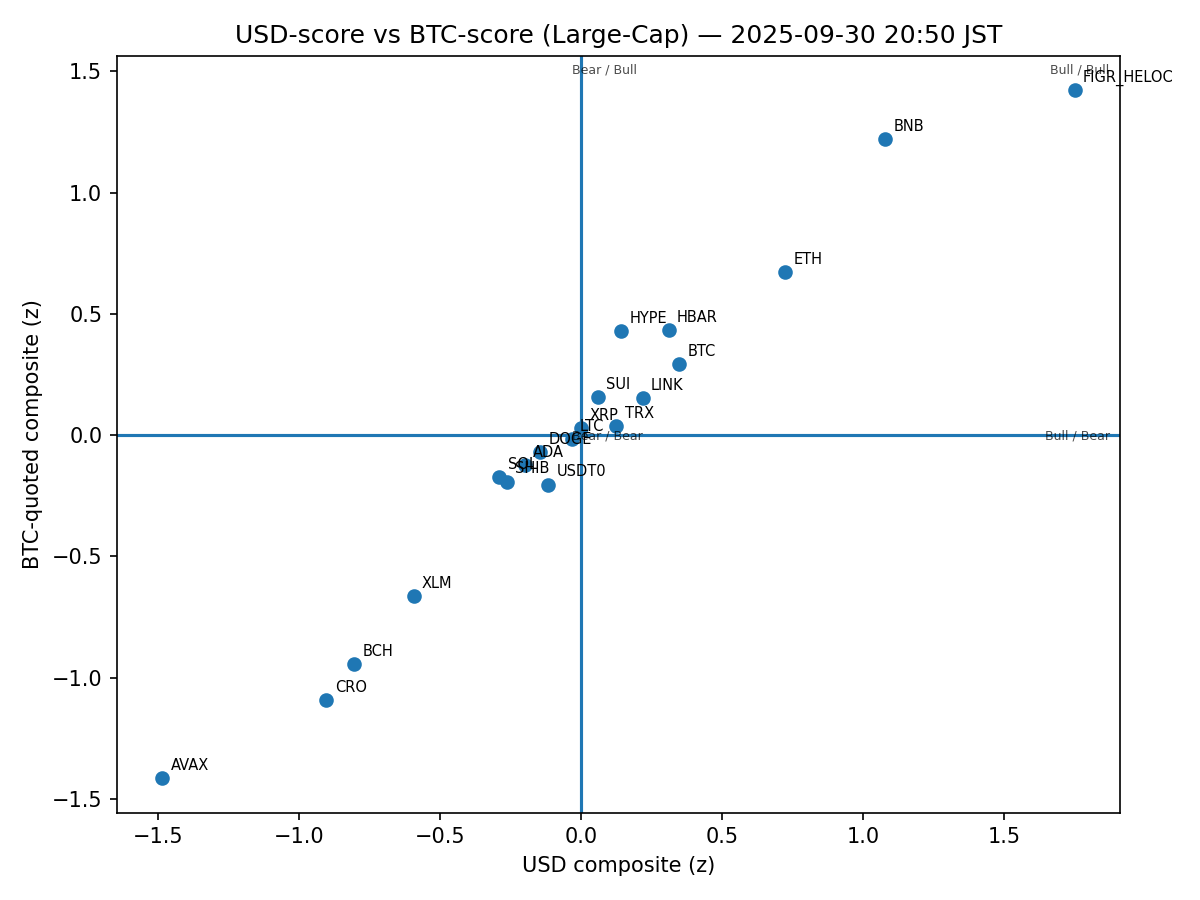 USD-score vs BTC-score (Large-Cap) — 2025-09-30 20:50 JST
Bear / Bull
Bull / Bull
FIGR_HELOC
BNB
ETH
HYPE
HBAR
BTC
SUI
LINK
XRP
TRX
LTC
DOGE
Bear / Bear
Bull / Bear
ADA
SOL
SHIB
USDT0
XLM
BCH
CRO
AVAX
1.5
1.0
0.5
0.0
−0.5
−1.0
−1.5
BTC-quoted composite (z)
−1.5
−1.0
−0.5
0.0
0.5
1.0
1.5
USD composite (z)